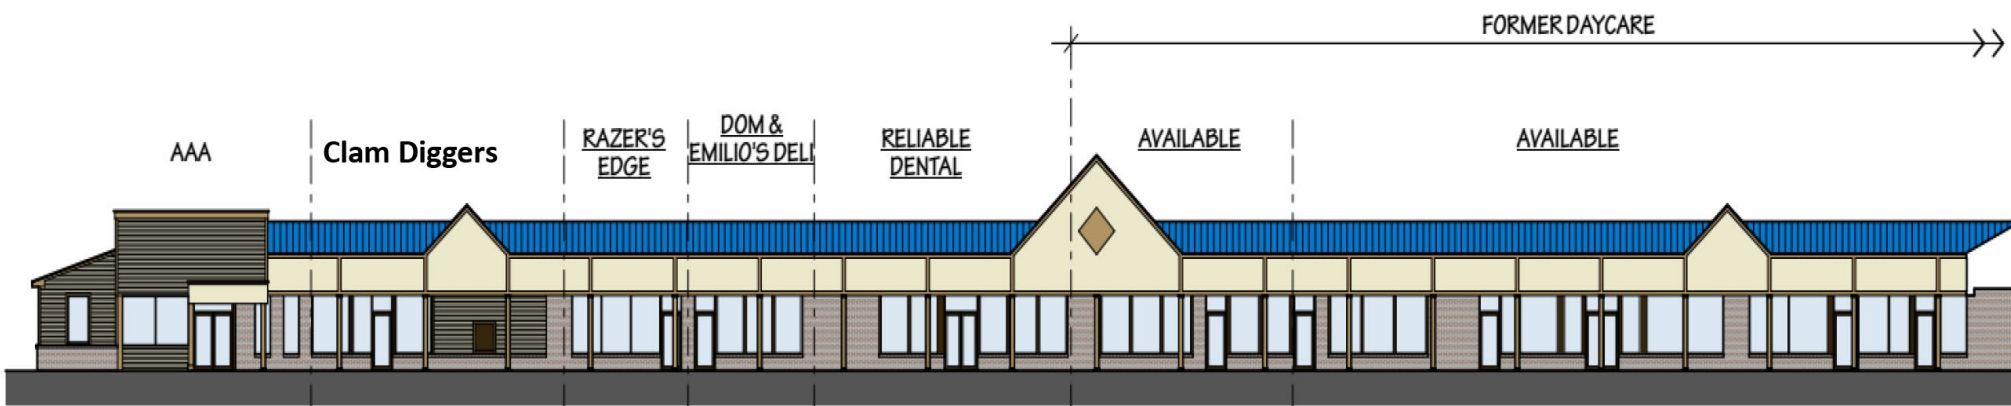 FORMER DAYCARE
AAA
Clam Diggers
RAZER'S
EDGE
DOM &
EMILIO'S DELI
RELIABLE
DENTAL
AVAILABLE
AVAILABLE